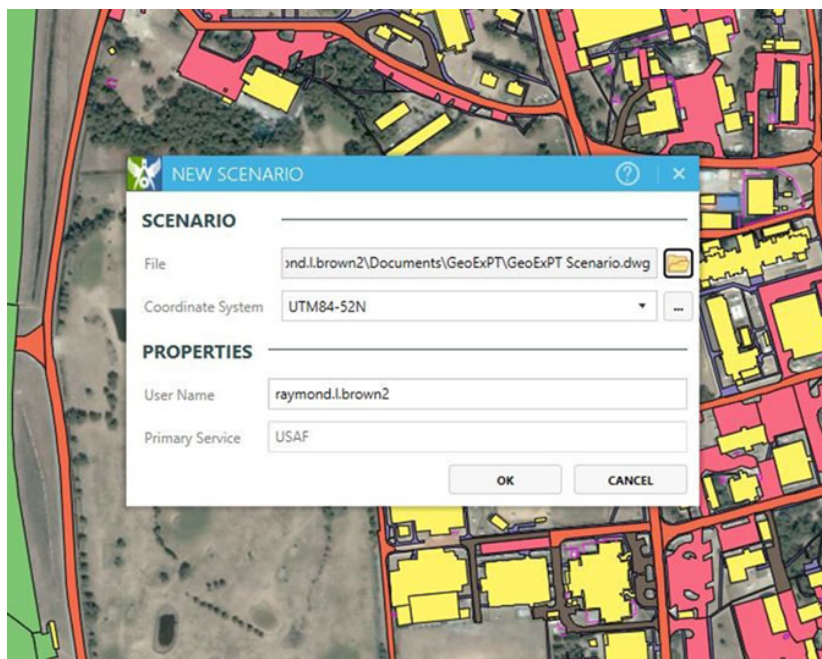 NEW SCENARIO
SCENARIO
File
ond.l.brown2\Documents\GeoExPT\GeoExPT Scenario.dwg
Coordinate System
UTM84-52N
...
PROPERTIES
User Name
raymond.l.brown2
Primary Service
USAF
OK
CANCEL